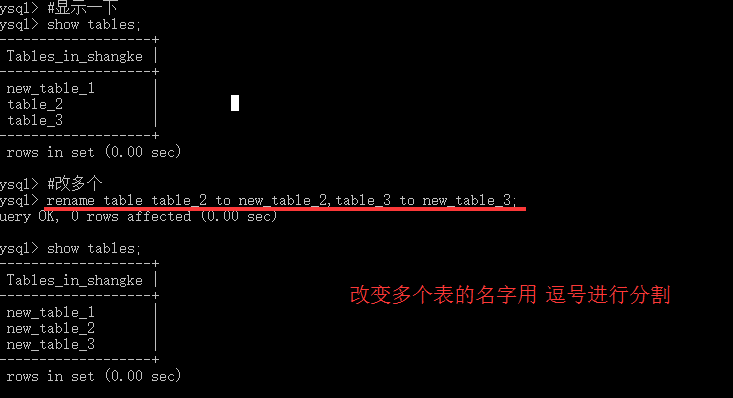 ysql> #显示一下
ysql> show tables;
-------------------+
Tables_in_shangke |
-------------------+
new_table_1 |
table_2 |
table_3 |
-------------------+
rows in set (0.00 sec)
ysql> #改多个
ysql> rename table table_2 to new_table_2,table_3 to new_table_3;
uery OK, 0 rows affected (0.00 sec)
ysql> show tables;
-------------------+
Tables_in_shangke |
-------------------+
改变多个表的名字用 逗号进行分割
new_table_1 |
new_table_2 |
new_table_3 |
-------------------+
rows in set (0.00 sec)